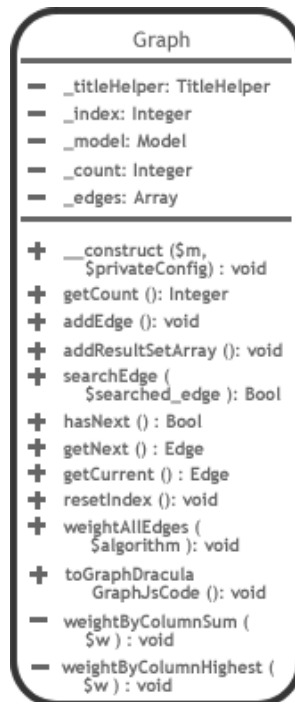 Graph
− _titleHelper: TitleHelper
− _index: Integer
− _model: Model
− _count: Integer
− _edges: Array
+ __construct ($m,
$privateConfig) : void
+ getCount (): Integer
+ addEdge (): void
+ addResultSetArray (): void
+ searchEdge (
$searched_edge ): Bool
+ hasNext () : Bool
+ getNext () : Edge
+ getCurrent () : Edge
+ resetIndex (): void
+ weightAllEdges (
$algorithm ): void
+ toGraphDracula
GraphJsCode (): void
− weightByColumnSum (
$w ) : void
− weightByColumnHighest (
$w ) : void